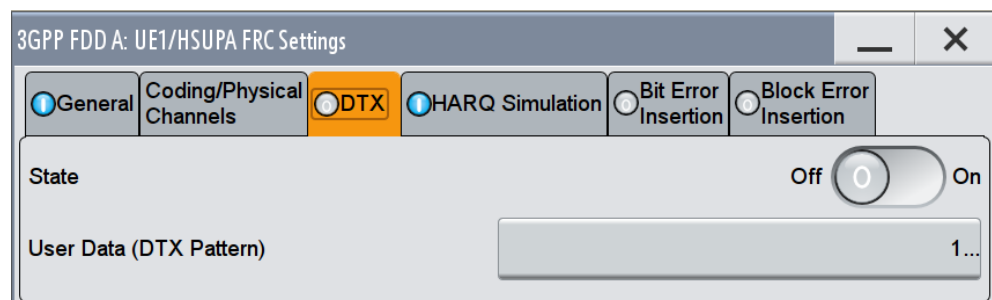 3GPP FDD A: UE1/HSUPA FRC Settings
General
Coding/Physical
Channels
DTX
HARQ Simulation
Bit Error
Insertion
Block Error
Insertion
State
Off
On
User Data (DTX Pattern)
1...